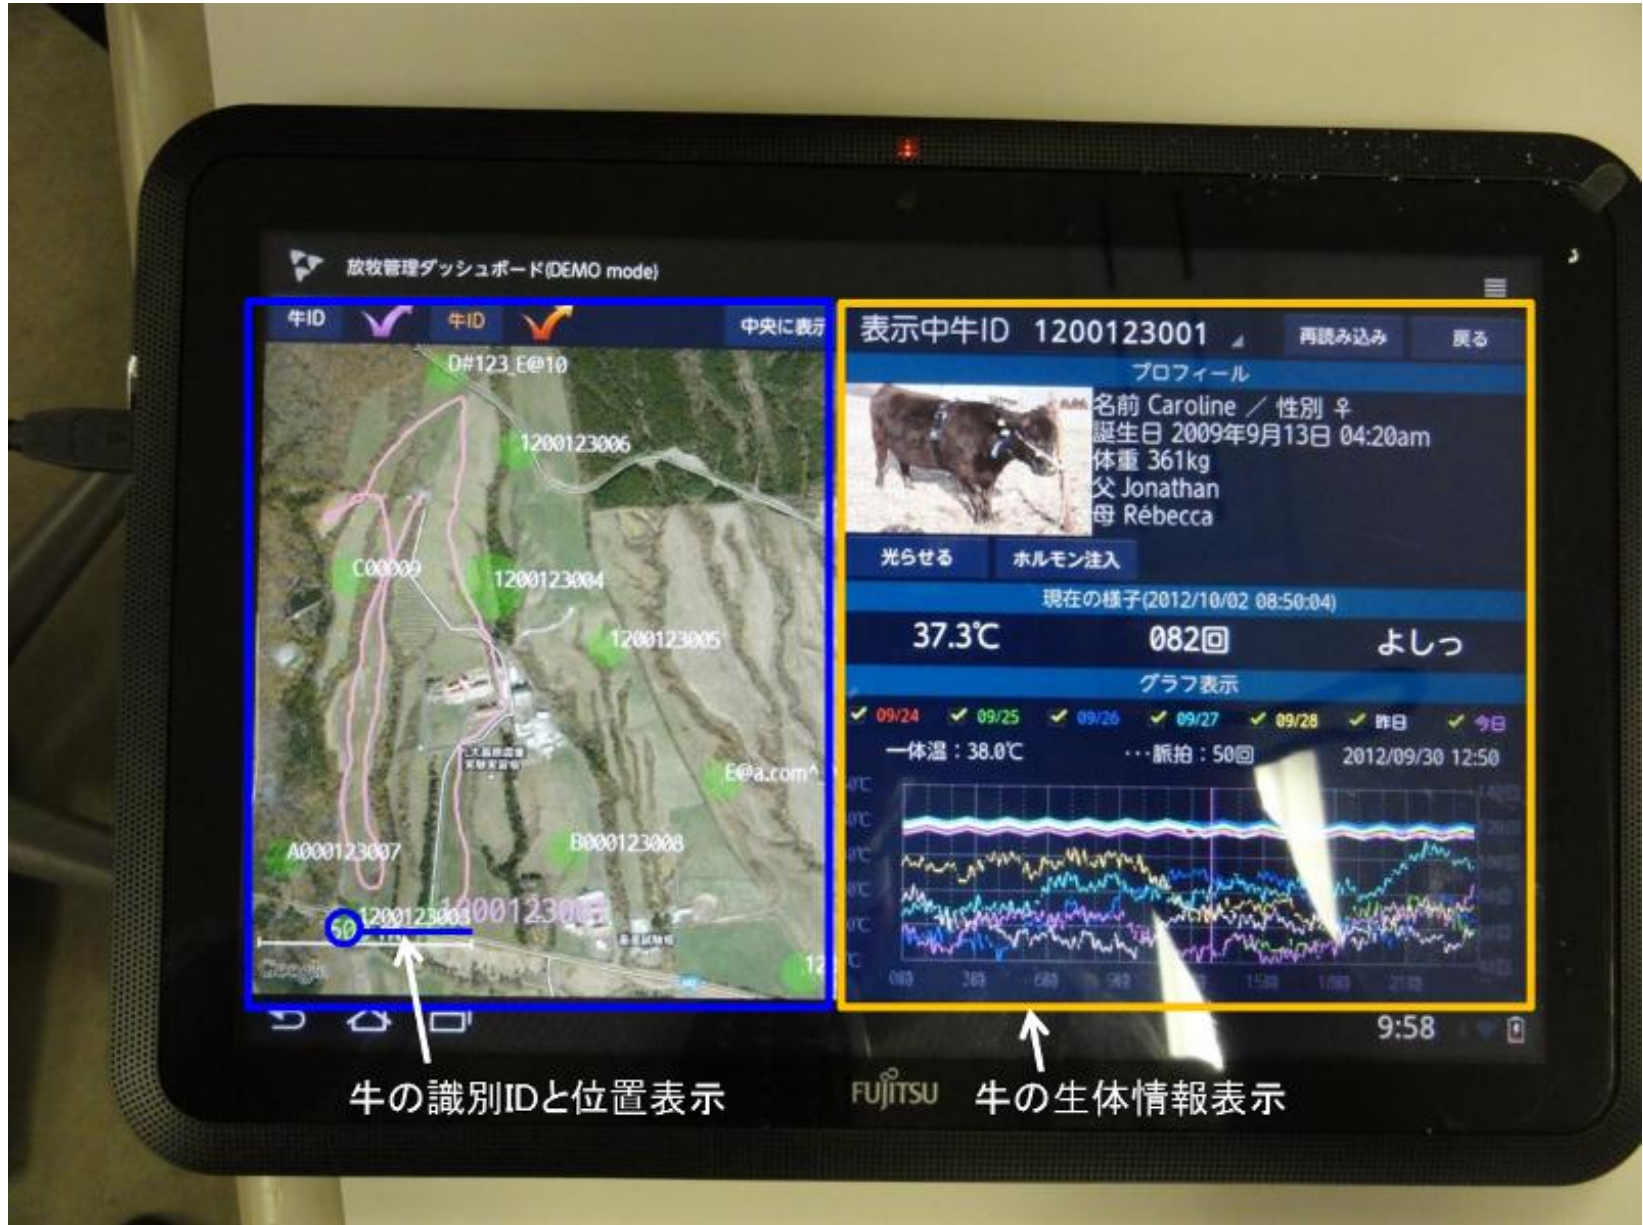 放牧管理ダッシュボード(DEMO mode)
牛ID
牛ID
中央に表示
D#123_E@10
1200123006
C00009
1200123004
1200123005
E@a.com^
B000123008
A000123007
1200123003
50
Google
表示中牛ID 1200123001
再読み込み
戻る
プロフィール
名前 Caroline / 性別 ♀
誕生日 2009年9月13日 04:20am
体重 361kg
父 Jonathan
母 Rébecca
光らせる
ホルモン注入
現在の様子(2012/10/02 08:50:04)
37.3℃ 082回 よしっ
グラフ表示
09/24 09/25 09/26 09/27 09/28 昨日 今日
—体温:38.0℃ ···脈拍:50回 2012/09/30 12:50
9:58
FUJITSU
牛の識別IDと位置表示
牛の生体情報表示